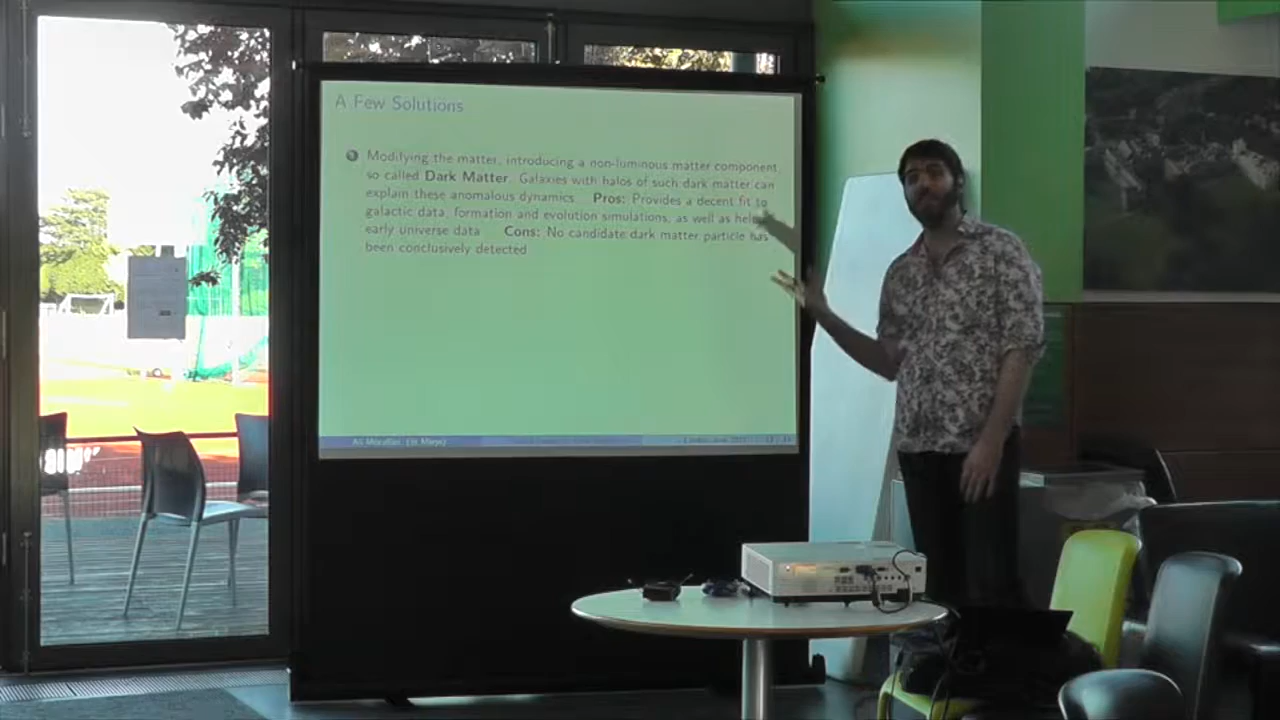 A Few Solutions
1 Modifying the matter, introducing a non-luminous matter component,
so called Dark Matter. Galaxies with halos of such dark matter can
explain these anomalous dynamics Pros: Provides a decent fit to
galactic data, formation and evolution simulations, as well as
early universe data Cons: No candidate dark matter particle has
been conclusively detected